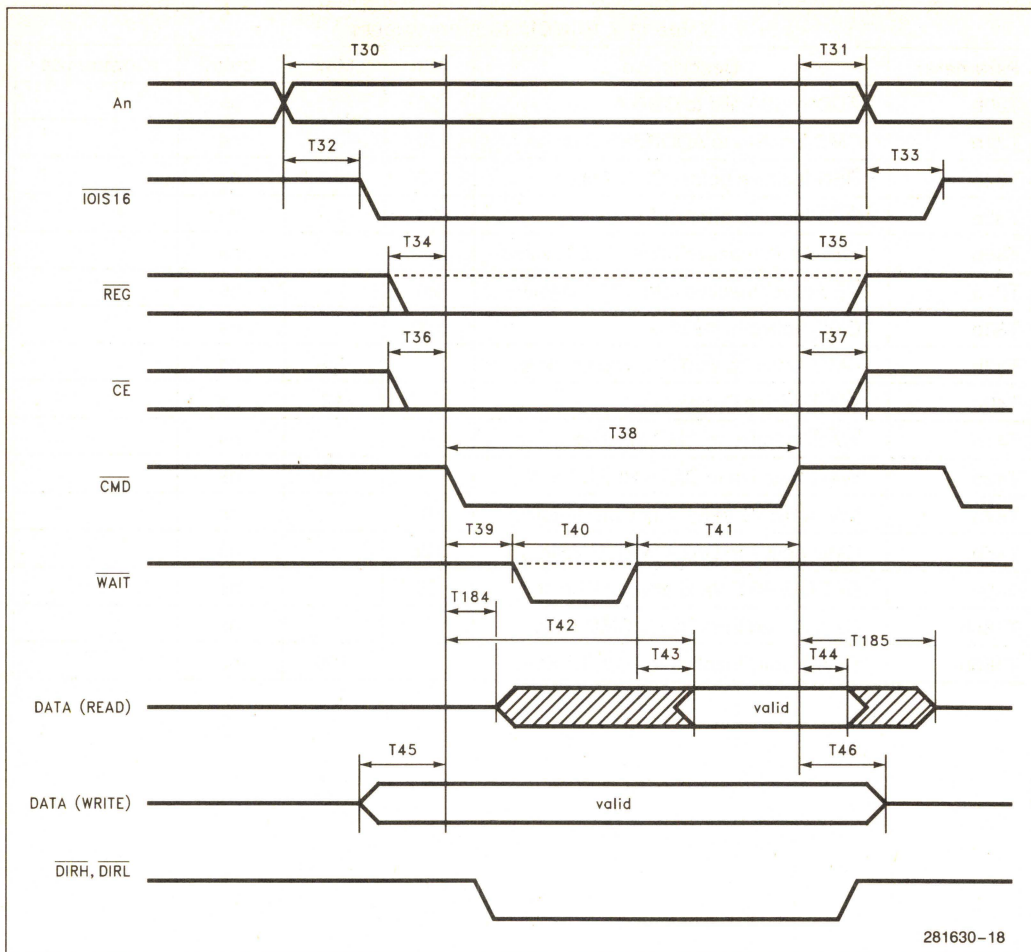 T30
T31
An
T32
T33
IOIS16
T34
T35
REG
T36
T37
CE
T38
CMD
T39
T40
T41
WAIT
T184
T42
T185
T43
T44
DATA (READ)
valid
T45
T46
DATA (WRITE)
valid
DIRH, DIRL
281630-18